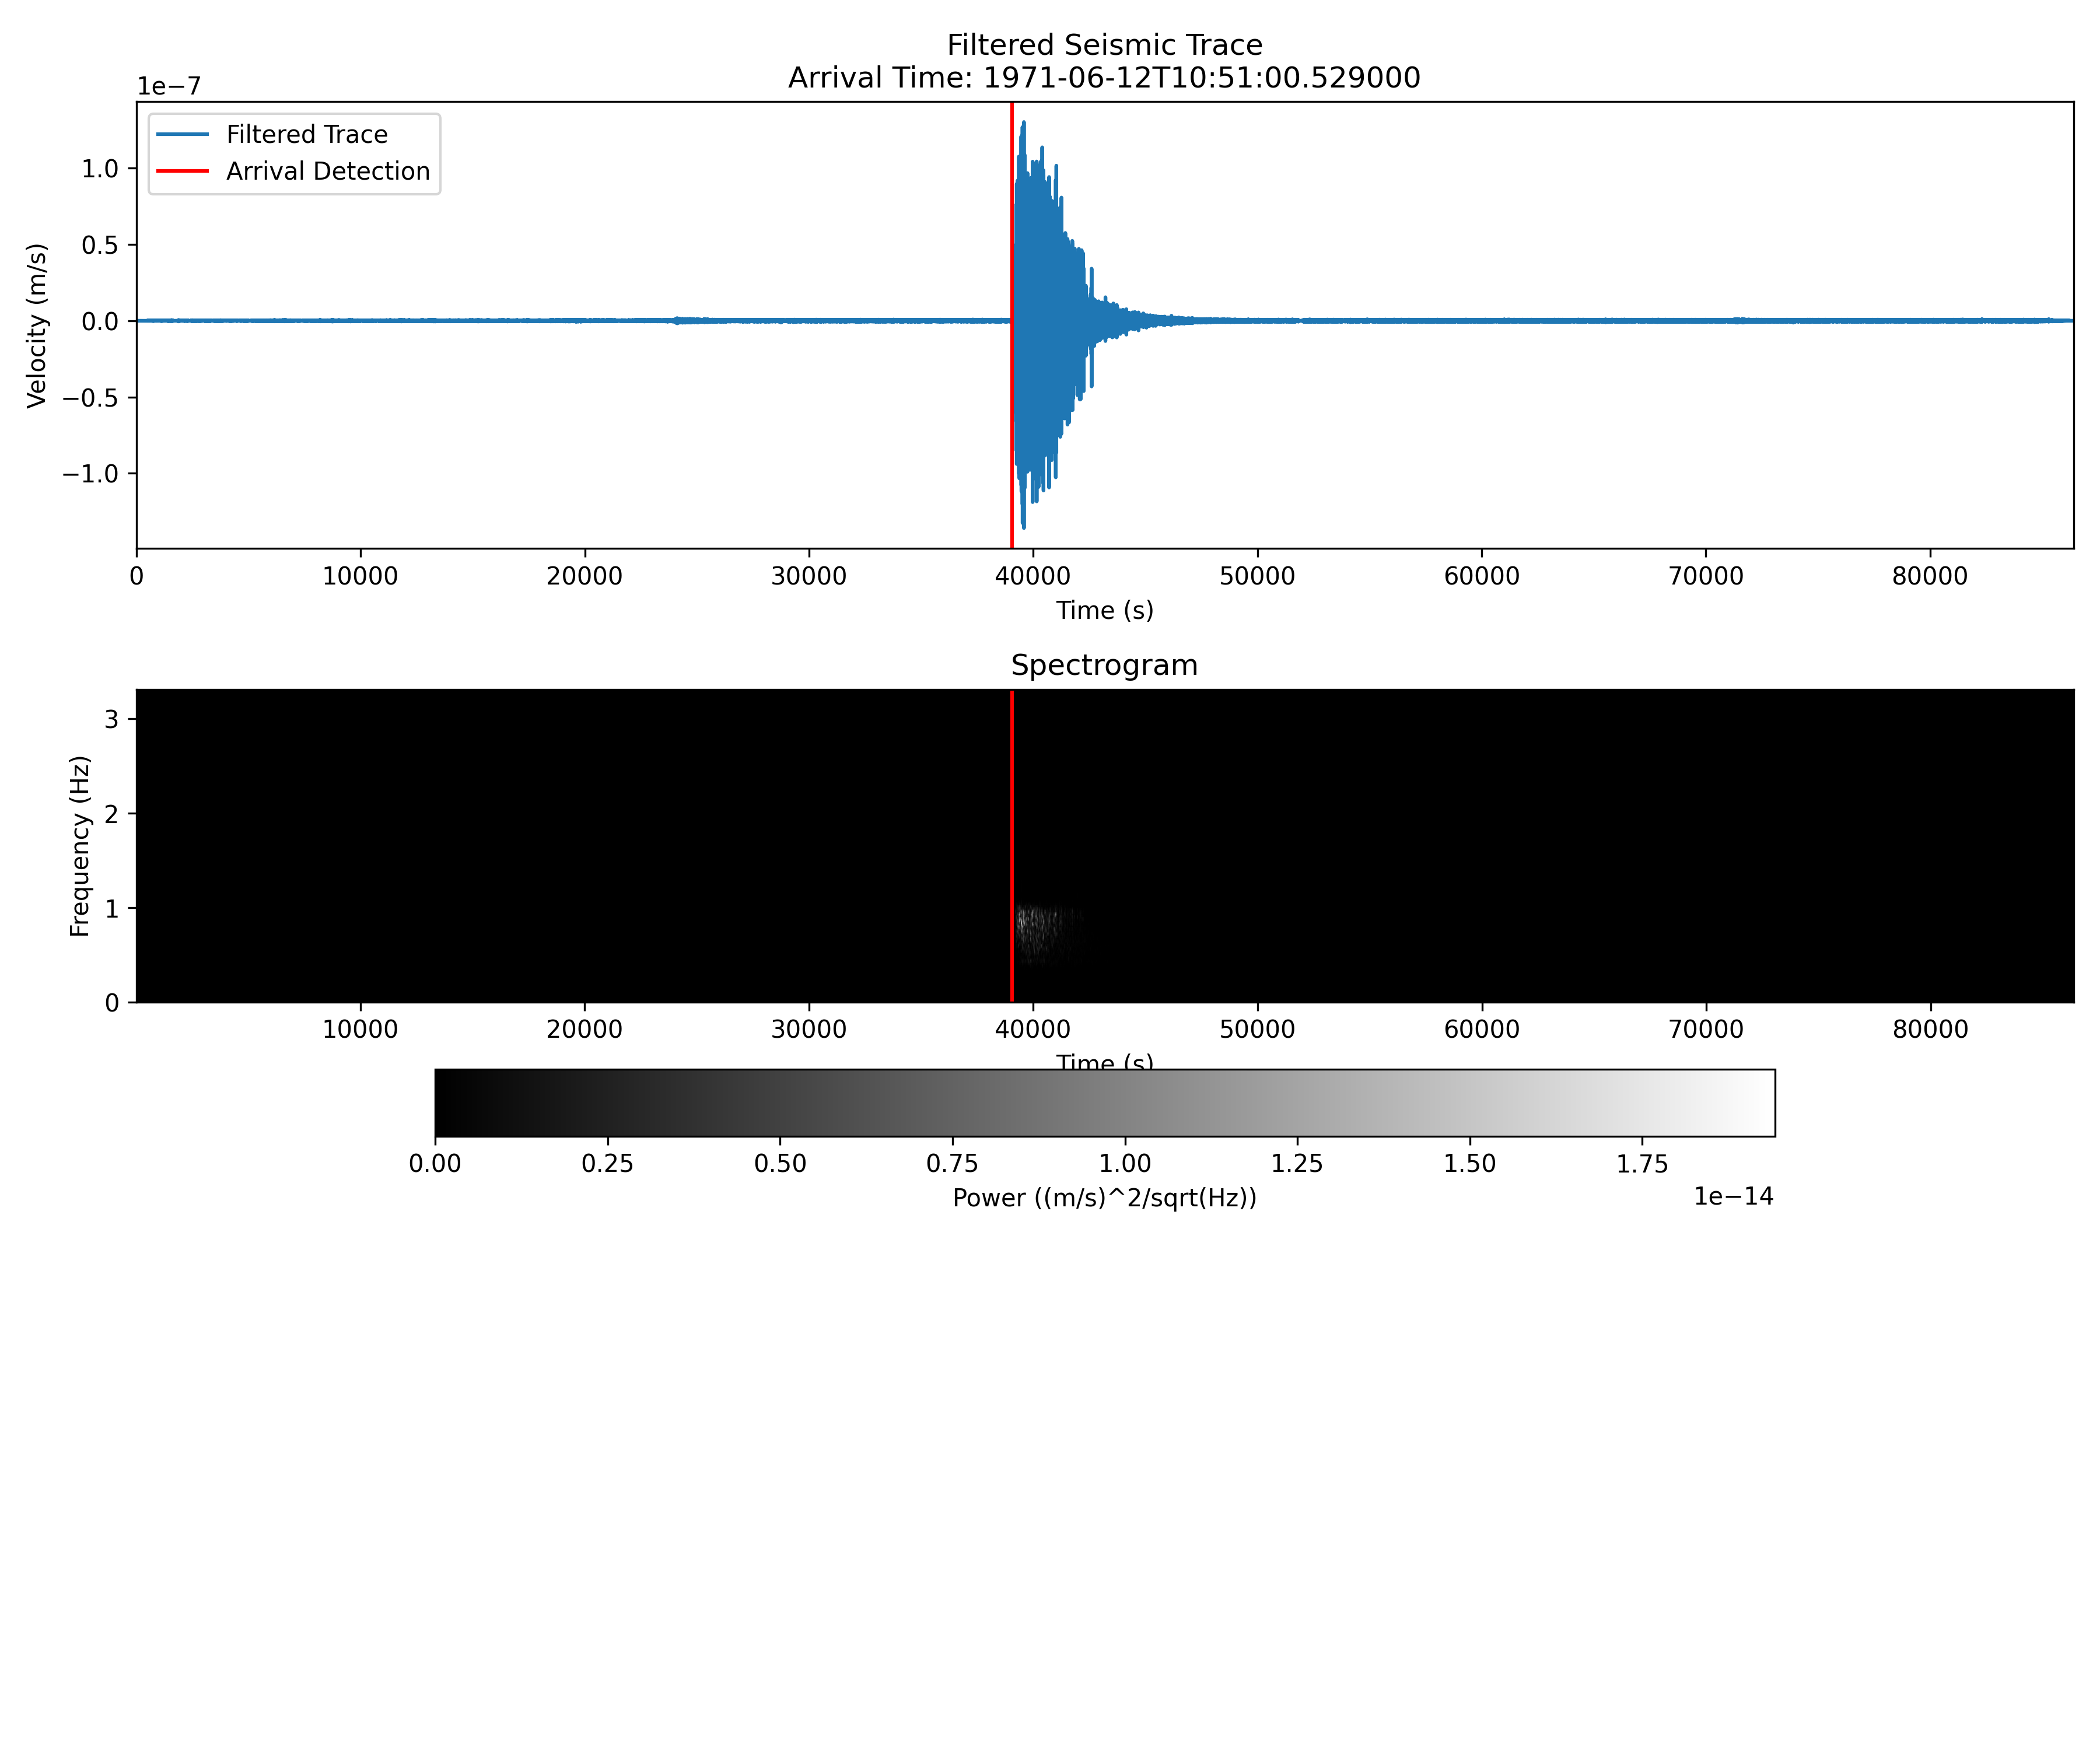 Filtered Seismic Trace
Arrival Time: 1971-06-12T10:51:00.529000
1e−7
Filtered Trace
Arrival Detection
Velocity (m/s)
1.0
0.5
0.0
−0.5
−1.0
0 10000 20000 30000 40000 50000 60000 70000 80000
Time (s)
Spectrogram
Frequency (Hz)
3
2
1
0
10000 20000 30000 40000 50000 60000 70000 80000
Time (s)
0.00 0.25 0.50 0.75 1.00 1.25 1.50 1.75
Power ((m/s)^2/sqrt(Hz))
1e−14